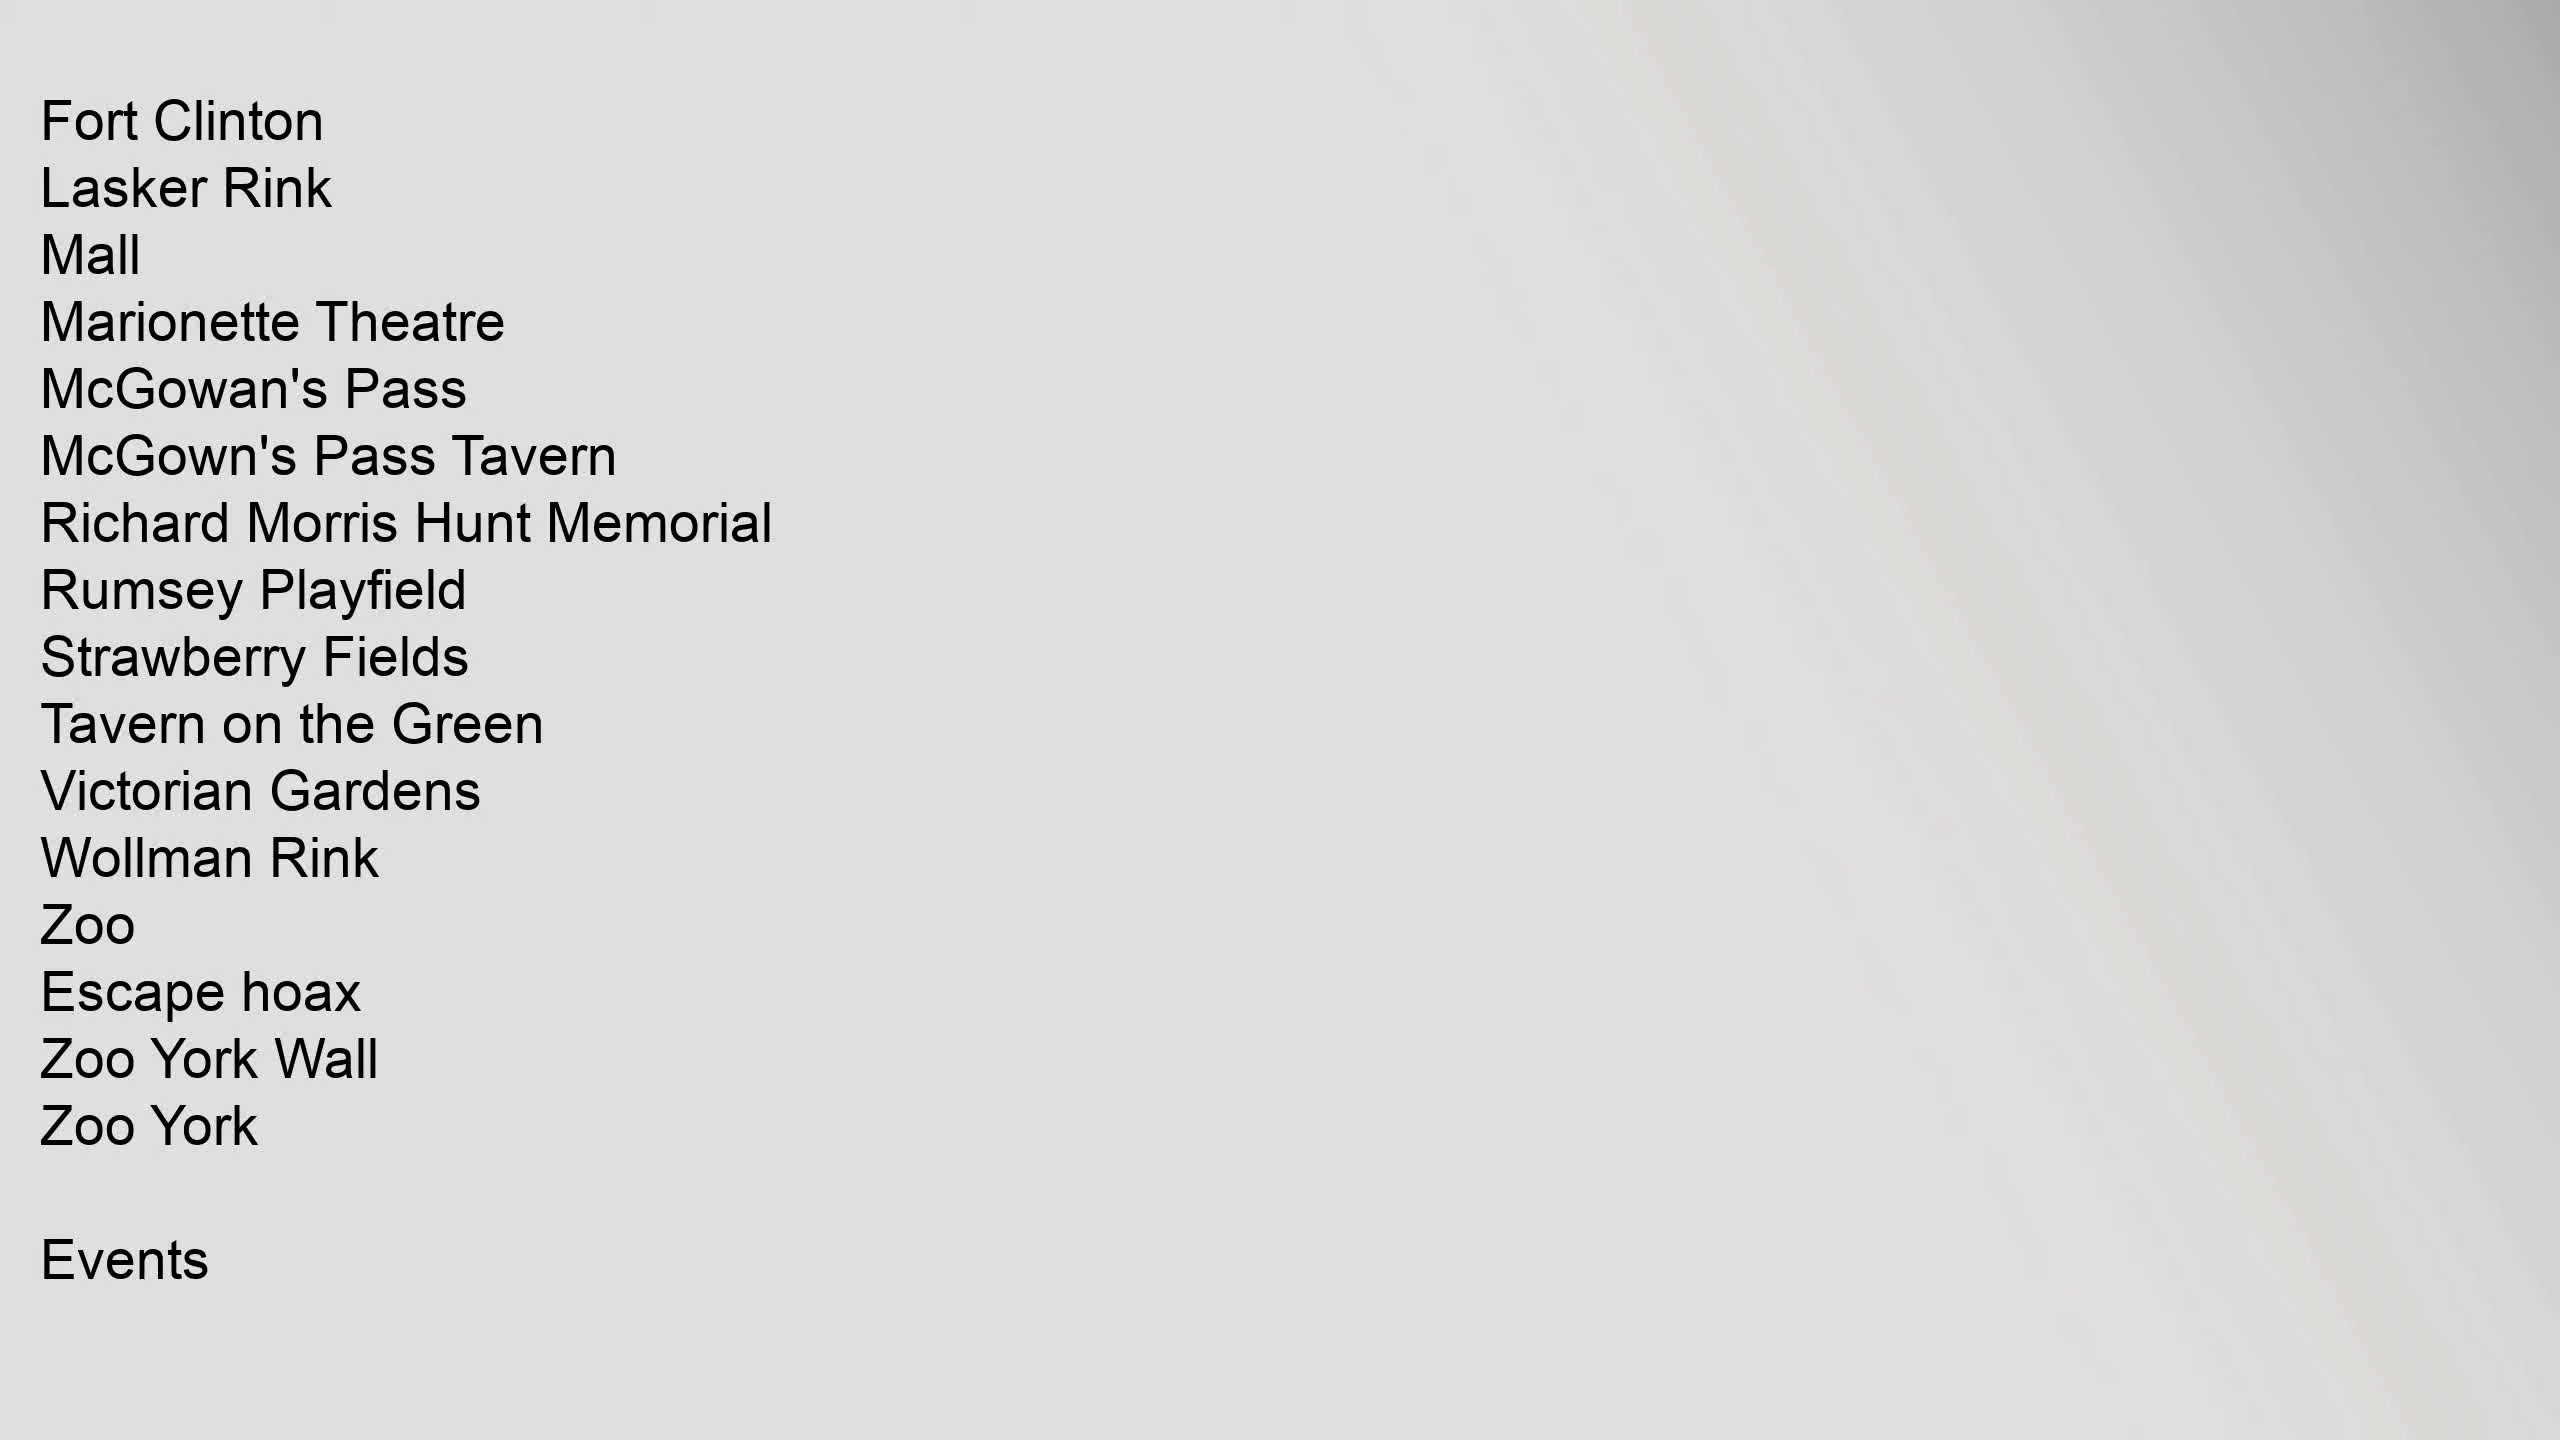 Fort Clinton
Lasker Rink
Mall
Marionette Theatre
McGowan's Pass
McGown's Pass Tavern
Richard Morris Hunt Memorial
Rumsey Playfield
Strawberry Fields
Tavern on the Green
Victorian Gardens
Wollman Rink
Zoo
Escape hoax
Zoo York Wall
Zoo York
Events